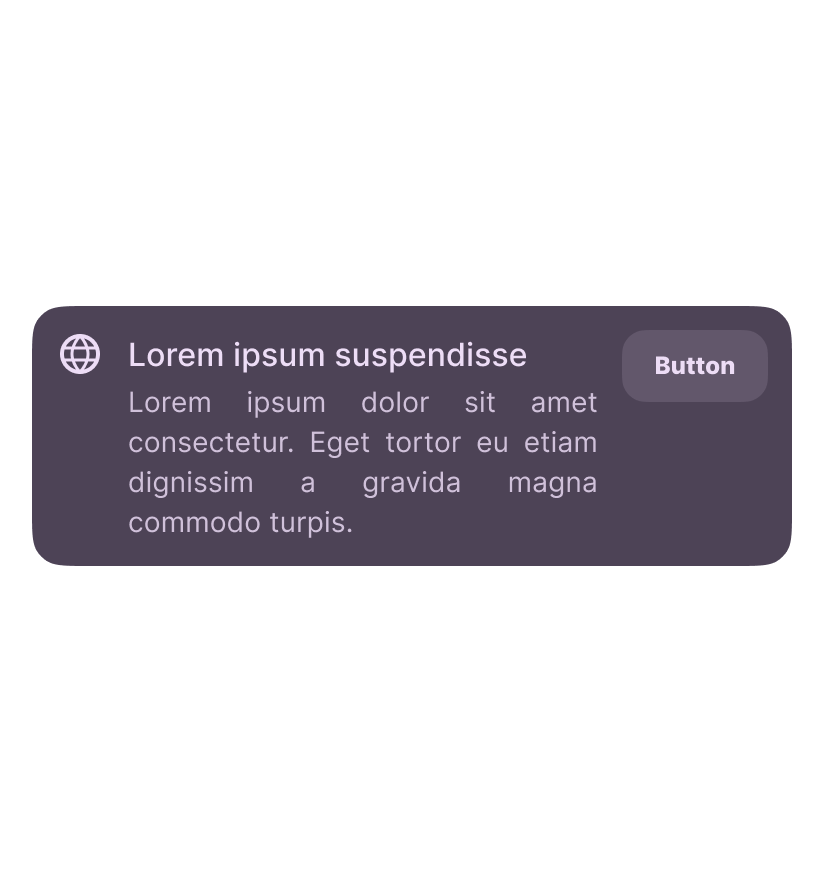 Lorem ipsum suspendisse
Button
Lorem ipsum dolor sit amet
consectetur. Eget tortor eu etiam
dignissim a gravida magna
commodo turpis.